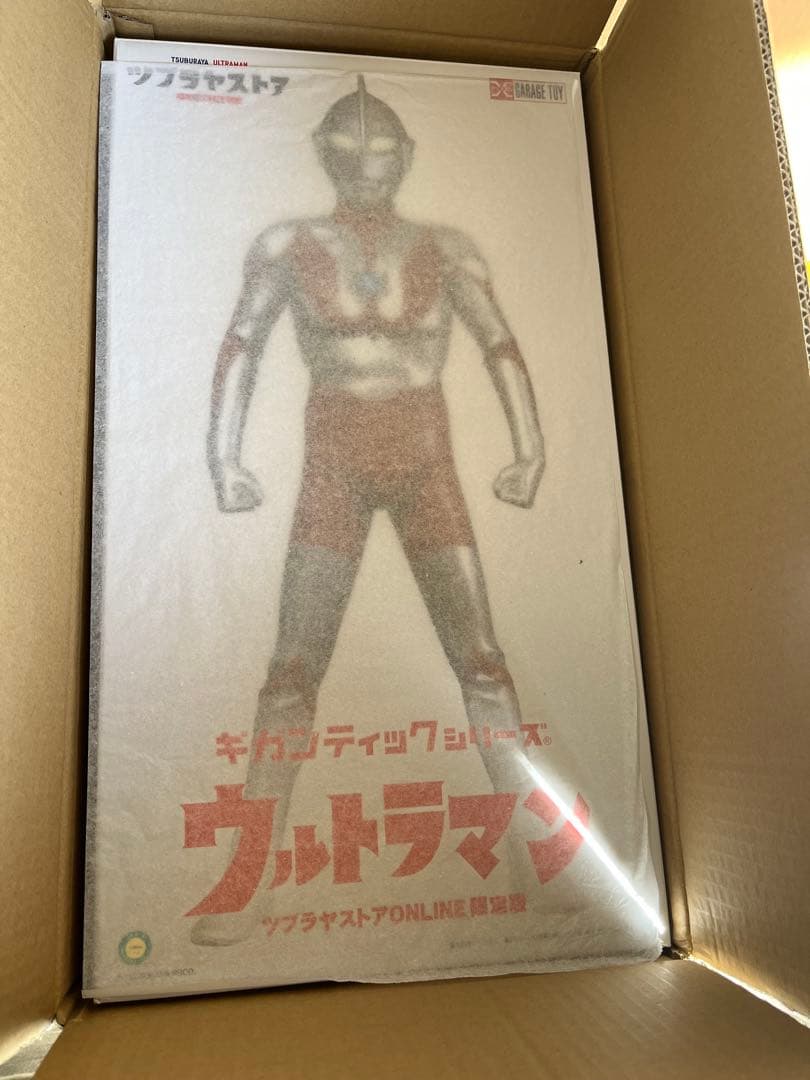 TSUBURAYA ULTRAMAN
ツブラヤストア
GARAGE TOY
ギガンティックシリーズ®
ウルトラマン
ツブラヤストアONLINE限定版